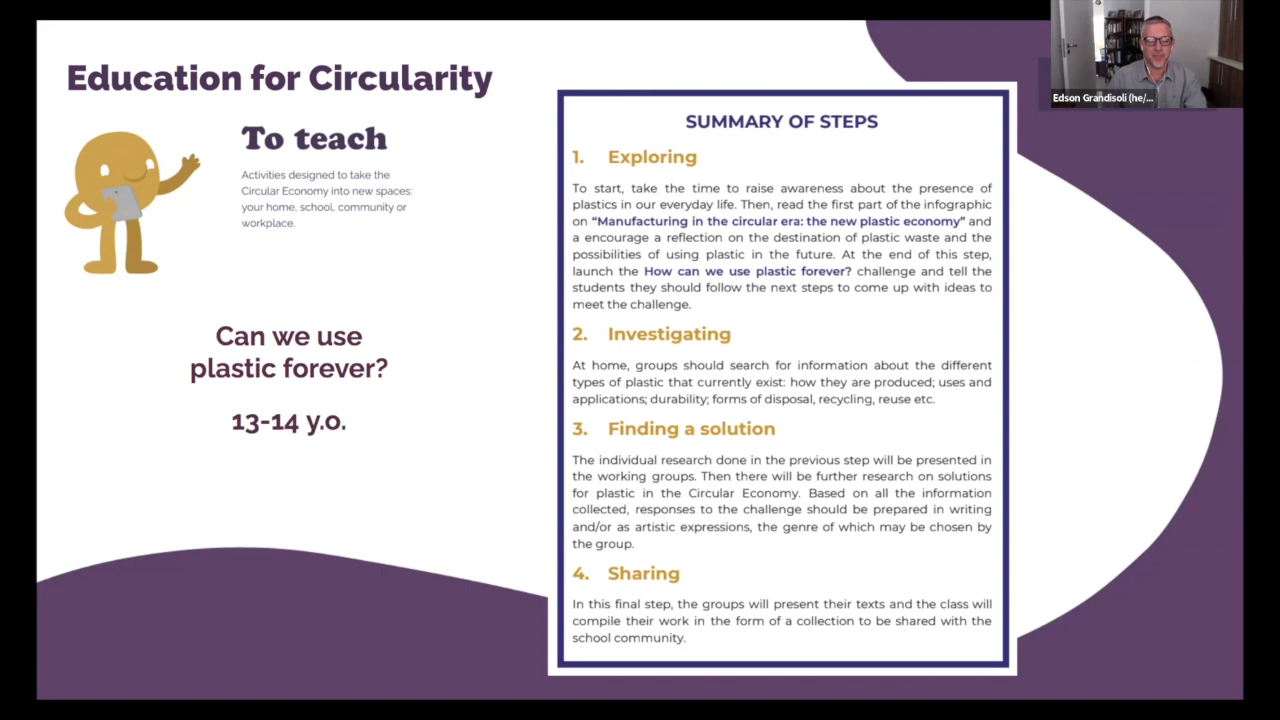 Education for Circularity
To teach
Activities designed to take the
Circular Economy into new spaces:
your home, school, community or
workplace.
Can we use
plastic forever?
13-14 y.o.
SUMMARY OF STEPS
1. Exploring
To start, take the time to raise awareness about the presence of
plastics in our everyday life. Then, read the first part of the infographic
on “Manufacturing in the circular era: the new plastic economy” and
a encourage a reflection on the destination of plastic waste and the
possibilities of using plastic in the future. At the end of this step,
launch the How can we use plastic forever? challenge and tell the
students they should follow the next steps to come up with ideas to
meet the challenge.
2. Investigating
At home, groups should search for information about the different
types of plastic that currently exist: how they are produced; uses and
applications; durability; forms of disposal, recycling, reuse etc.
3. Finding a solution
The individual research done in the previous step will be presented in
the working groups. Then there will be further research on solutions
for plastic in the Circular Economy. Based on all the information
collected, responses to the challenge should be prepared in writing
and/or as artistic expressions, the genre of which may be chosen by
the group.
4. Sharing
In this final step, the groups will present their texts and the class will
compile their work in the form of a collection to be shared with the
school community.
Edson Grandisoli (he/...